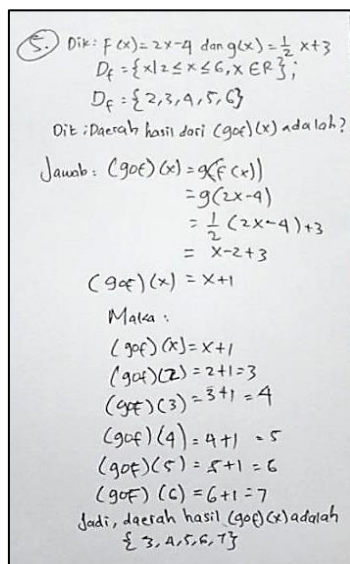 5. Dik: F(x)=2x-4 dan g(x)=½x+3
Df = {x|2≤x≤6, x ∈R};
Df = {2,3,4,5,6}
Dit: Daerah hasil dari (gof)(x) adalah?
Jawab: (gof)(x) = g(F(x))
= g(2x-4)
= ½(2x-4)+3
= x-2+3
(gof)(x) = x+1
Maka:
(gof)(x)=x+1
(gof)(2)=2+1=3
(gof)(3)=3+1=4
(gof)(4)=4+1=5
(gof)(5)=5+1=6
(gof)(6)=6+1=7
Jadi, daerah hasil (gof)(x) adalah
{3,4,5,6,7}